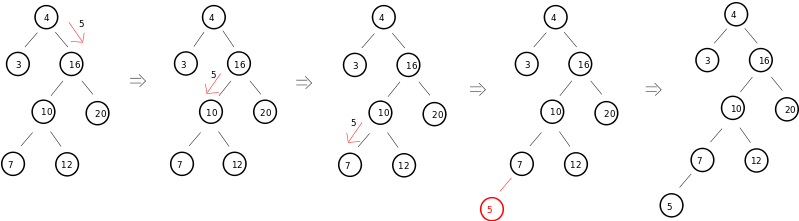 4 5 4 4 4 4
3 16 3 16 3 16 3 16 3 16
5
10 20 10 20 10 20 10 20 10 20
5
7 12 7 12 7 12 7 12 7 12
5 5